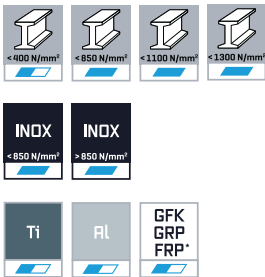 <400 N/mm²
<850 N/mm²
<1100 N/mm²
<1300 N/mm²
INOX
<850 N/mm²
INOX
>850 N/mm²
Ti
Al
GFK
GRP
FRP*